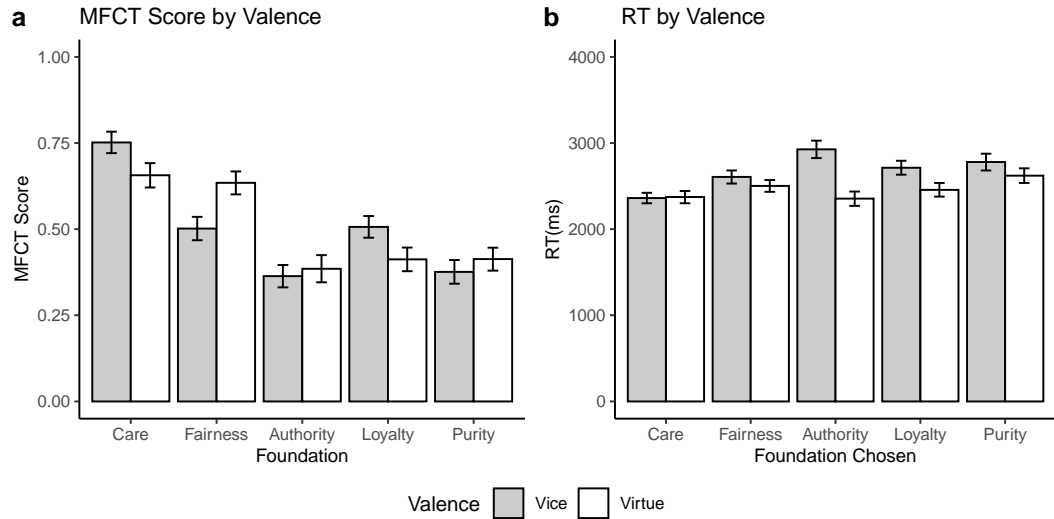 a MFCT Score by Valence
1.00
0.75
0.50
0.25
0.00
MFCT Score
Care Fairness Authority Loyalty Purity
Foundation
b RT by Valence
4000
3000
2000
1000
0
RT(ms)
Care Fairness Authority Loyalty Purity
Foundation Chosen
Valence Vice Virtue